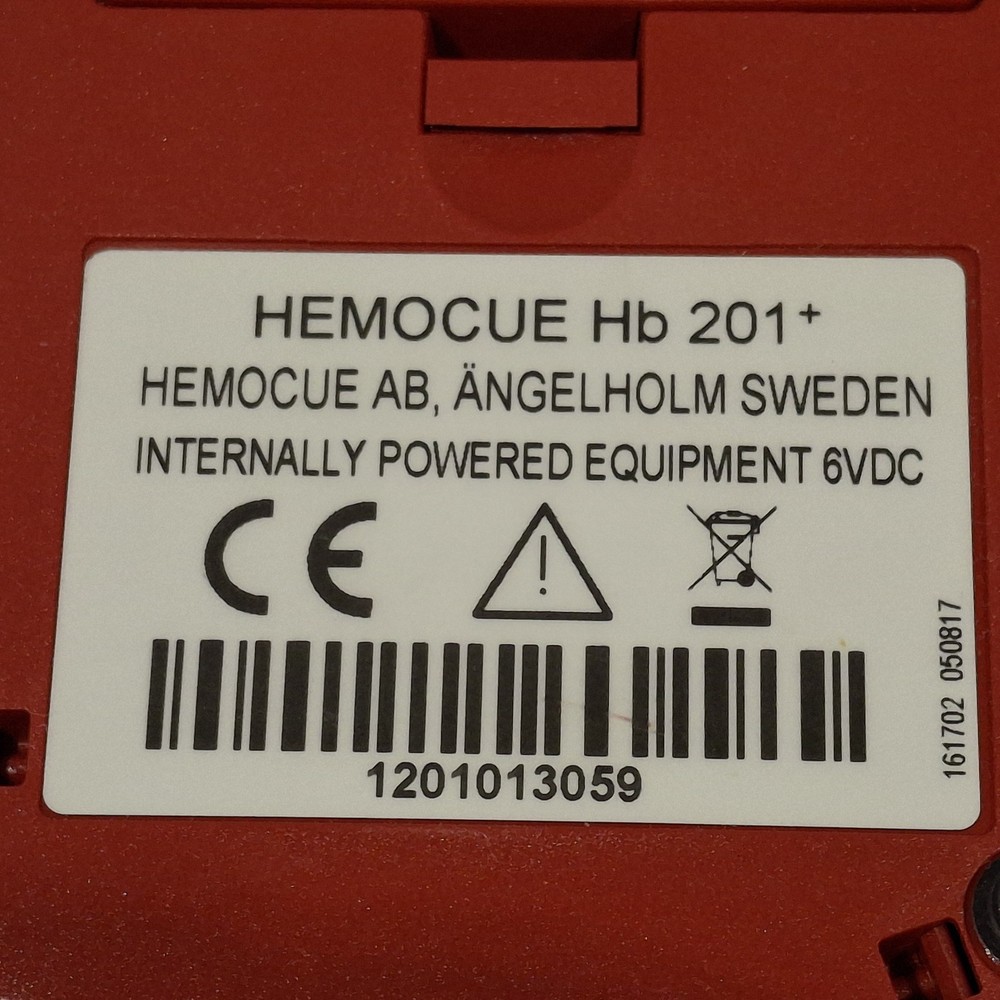 HEMOCUE Hb 201+
HEMOCUE AB, ÄNGELHOLM SWEDEN
INTERNALLY POWERED EQUIPMENT 6VDC
CE
1201013059
161702 050817